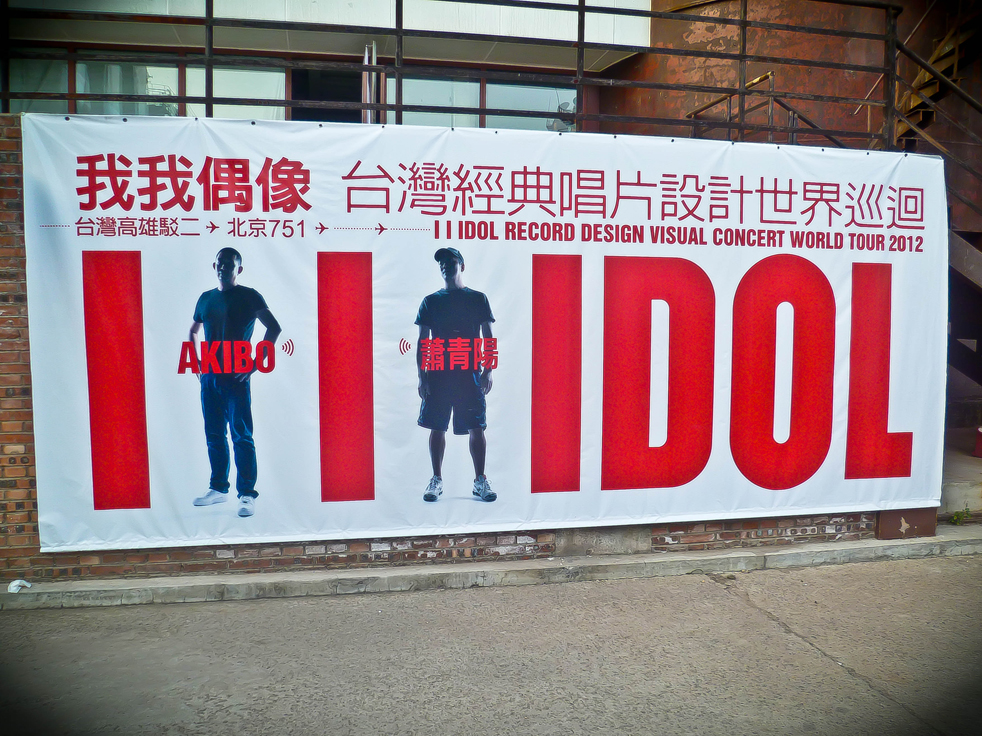 我我偶像 台灣經典唱片設計世界巡迴
台灣高雄駁二 ✈ 北京751 ✈ ✈ I I IDOL RECORD DESIGN VISUAL CONCERT WORLD TOUR 2012
I I IDOL
AKIBO 蕭青陽